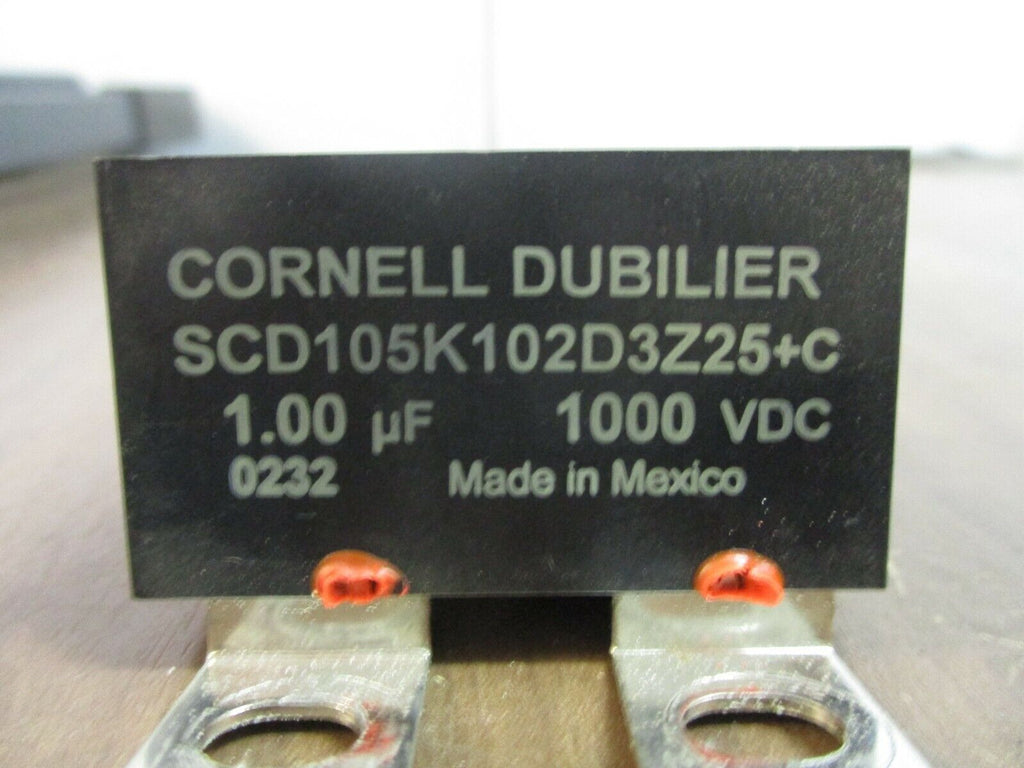 CORNELL DUBILIER
SCD105K102D3Z25+C
1.00 µF 1000 VDC
0232 Made in Mexico